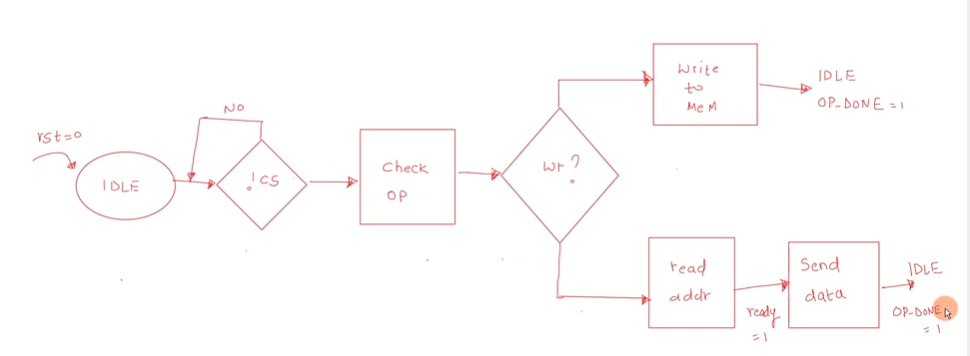 rst=0
IDLE
NO
!CS
Check
OP
wr?
Write
to
MeM
IDLE
OP_DONE = 1
read
addr
ready
=1
Send
data
IDLE
OP_DONE
= 1